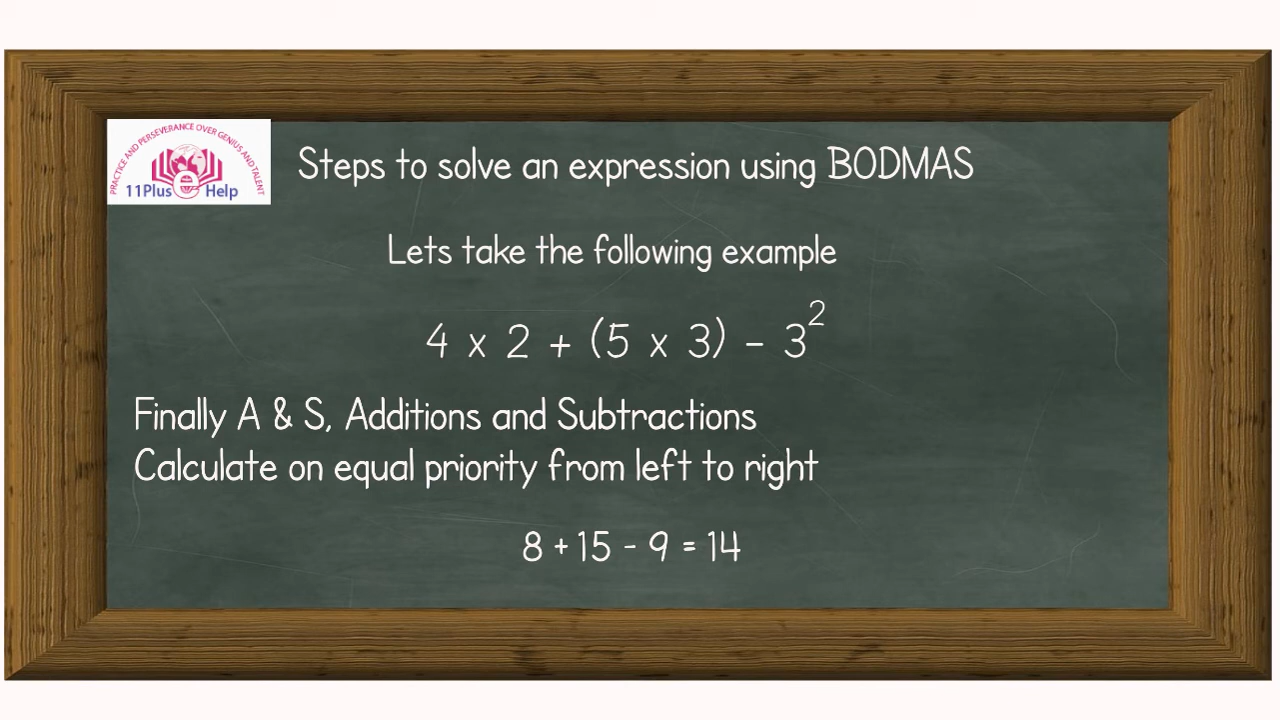 PRACTICE AND PERSEVERANCE OVER GENIUS AND TALENT
11Plus e Help
Steps to solve an expression using BODMAS
Lets take the following example
4 x 2 + (5 x 3) - 3²
Finally A & S, Additions and Subtractions
Calculate on equal priority from left to right
8 + 15 - 9 = 14